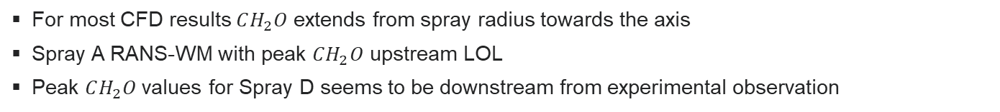 ▪ For most CFD results CH₂O extends from spray radius towards the axis
▪ Spray A RANS-WM with peak CH₂O upstream LOL
▪ Peak CH₂O values for Spray D seems to be downstream from experimental observation